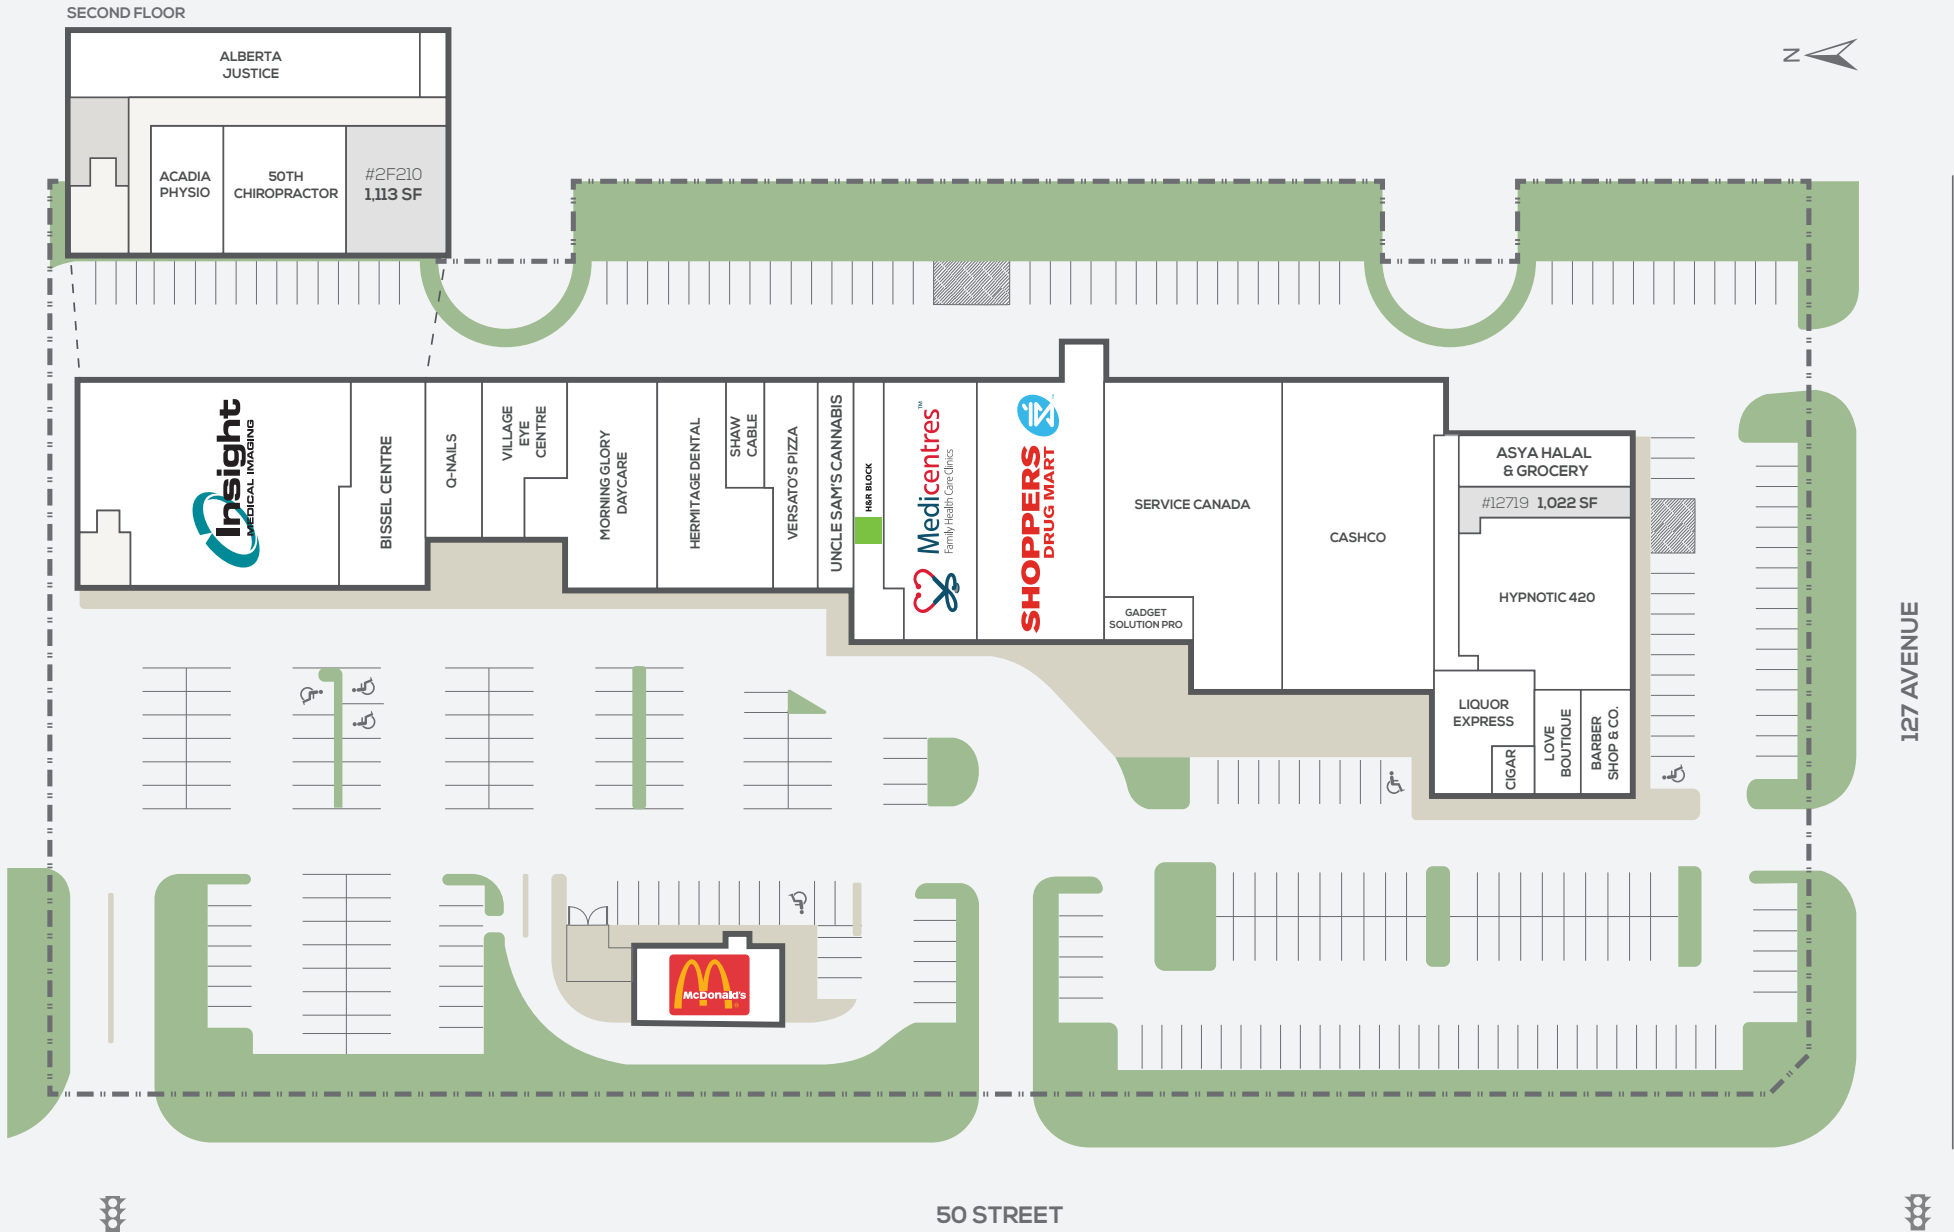 SECOND FLOOR
ALBERTA
JUSTICE
N
ACADIA
PHYSIO
50TH
CHIROPRACTOR
#2F210
1,113 SF
Insight
MEDICAL IMAGING
BISSEL CENTRE
Q-NAILS
VILLAGE
EYE
CENTRE
MORNING GLORY
DAYCARE
HERMITAGE DENTAL
SHAW
CABLE
VERSATO'S PIZZA
UNCLE SAM'S CANNABIS
H&R BLOCK
Medicentres™
Family Health Care Clinics
SHOPPERS
DRUG MART
SERVICE CANADA
GADGET
SOLUTION PRO
CASHCO
ASYA HALAL
& GROCERY
#12719 1,022 SF
HYPNOTIC 420
LIQUOR
EXPRESS
CIGAR
LOVE
BOUTIQUE
BARBER
SHOP & CO.
127 AVENUE
McDonald's
50 STREET